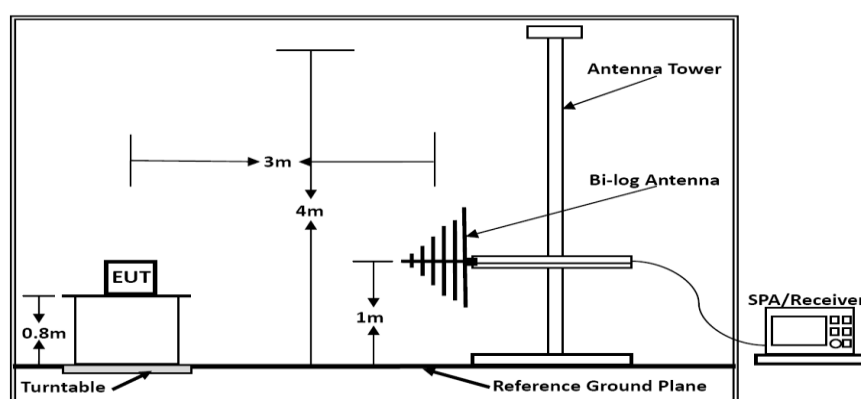 Antenna Tower
3m
Bi-log Antenna
4m
EUT
SPA/Receiver
0.8m
1m
Turntable
Reference Ground Plane